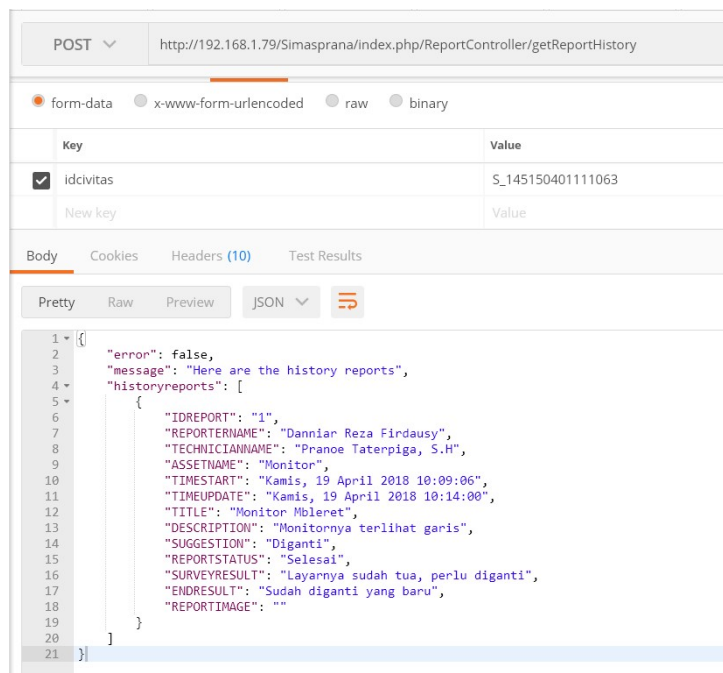 POST http://192.168.1.79/Simasprana/index.php/ReportController/getReportHistory
form-data x-www-form-urlencoded raw binary
Key Value
idcivitas S_145150401111063
New key Value
Body Cookies Headers (10) Test Results
Pretty Raw Preview JSON
1 {
2 "error": false,
3 "message": "Here are the history reports",
4 "historyreports": [
5 {
6 "IDREPORT": "1",
7 "REPORTERNAME": "Danniar Reza Firdausy",
8 "TECHNICIANNAME": "Pranoe Taterpiga, S.H",
9 "ASSETNAME": "Monitor",
10 "TIMESTART": "Kamis, 19 April 2018 10:09:06",
11 "TIMEUPDATE": "Kamis, 19 April 2018 10:14:00",
12 "TITLE": "Monitor Mbleret",
13 "DESCRIPTION": "Monitornya terlihat garis",
14 "SUGGESTION": "Diganti",
15 "REPORTSTATUS": "Selesai",
16 "SURVEYRESULT": "Layarnya sudah tua, perlu diganti",
17 "ENDRESULT": "Sudah diganti yang baru",
18 "REPORTIMAGE": ""
19 }
20 ]
21 }